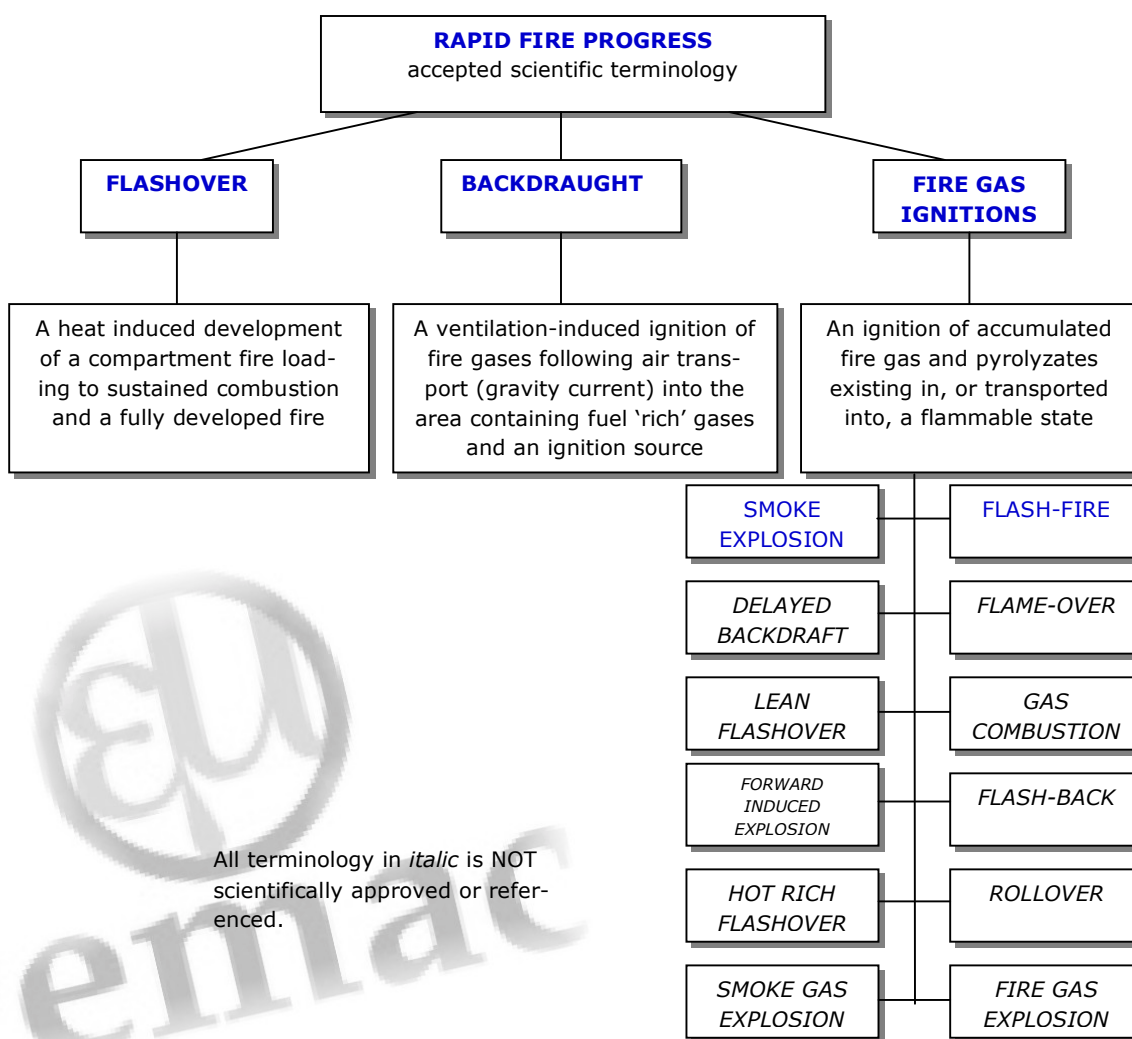 RAPID FIRE PROGRESS
accepted scientific terminology
FLASHOVER
BACKDRAUGHT
FIRE GAS
IGNITIONS
A heat induced development
of a compartment fire load-
ing to sustained combustion
and a fully developed fire
A ventilation-induced ignition of
fire gases following air trans-
port (gravity current) into the
area containing fuel ‘rich’ gases
and an ignition source
An ignition of accumulated
fire gas and pyrolyzates
existing in, or transported
into, a flammable state
SMOKE
EXPLOSION
FLASH-FIRE
DELAYED
BACKDRAFT
FLAME-OVER
LEAN
FLASHOVER
GAS
COMBUSTION
FORWARD
INDUCED
EXPLOSION
FLASH-BACK
HOT RICH
FLASHOVER
ROLLOVER
SMOKE GAS
EXPLOSION
FIRE GAS
EXPLOSION
All terminology in italic is NOT
scientifically approved or refer-
enced.
εμ
emac